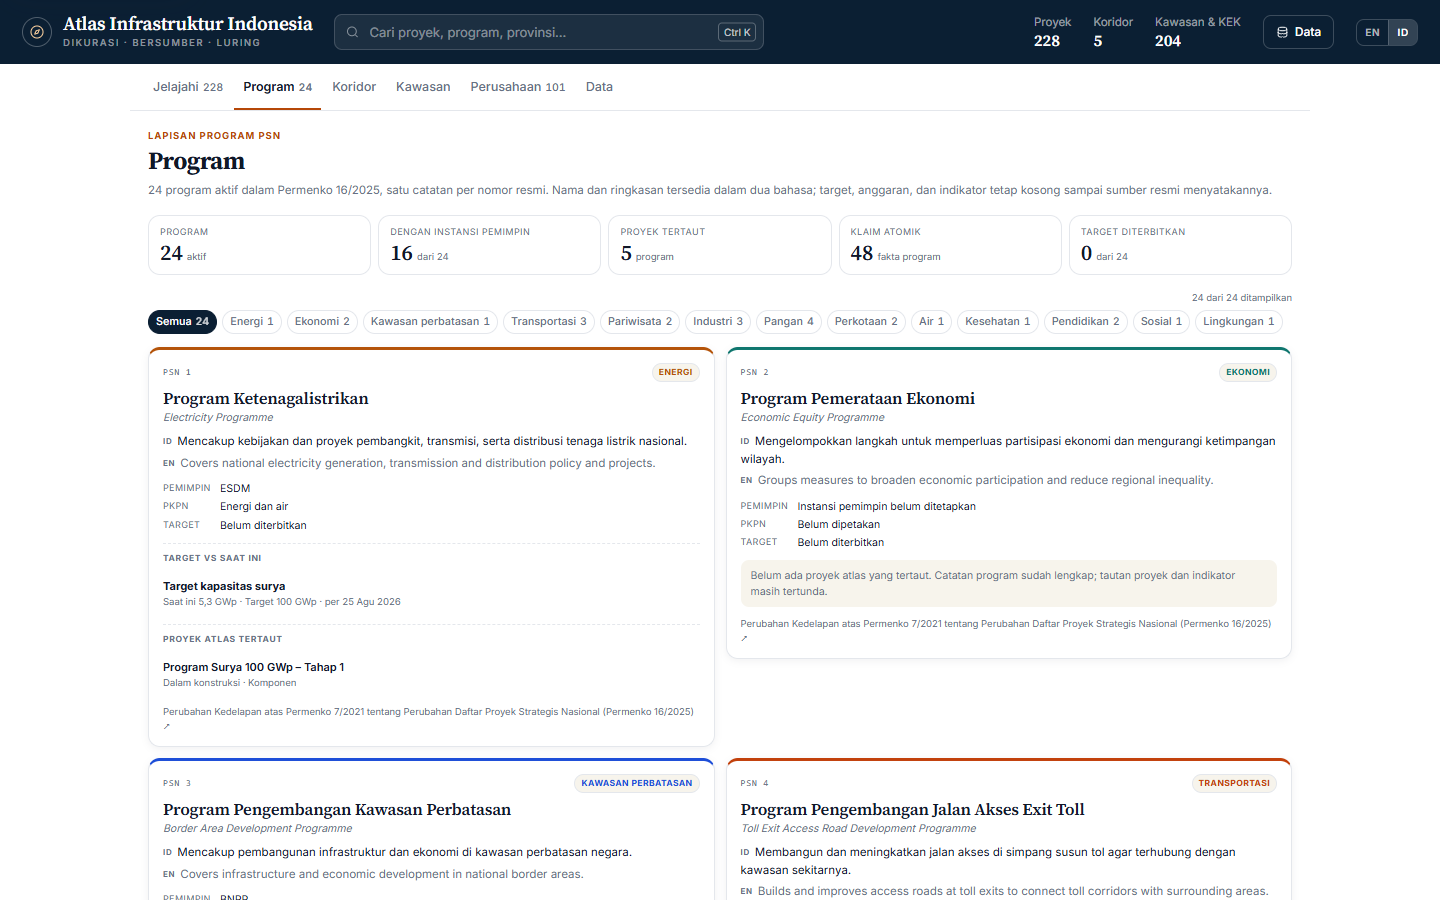 Atlas Infrastruktur Indonesia
DIKURASI · BERSUMBER · LURING
Cari proyek, program, provinsi...
Ctrl K
Proyek
228
Koridor
5
Kawasan & KEK
204
Data
EN
ID
Jelajahi 228
Program 24
Koridor
Kawasan
Perusahaan 101
Data
LAPISAN PROGRAM PSN
Program
24 program aktif dalam Permenko 16/2025, satu catatan per nomor resmi. Nama dan ringkasan tersedia dalam dua bahasa; target, anggaran, dan indikator tetap kosong sampai sumber resmi menyatakannya.
PROGRAM
24 aktif
DENGAN INSTANSI PEMIMPIN
16 dari 24
PROYEK TERTAUT
5 program
KLAIM ATOMIK
48 fakta program
TARGET DITERBITKAN
0 dari 24
24 dari 24 ditampilkan
Semua 24
Energi 1
Ekonomi 2
Kawasan perbatasan 1
Transportasi 3
Pariwisata 2
Industri 3
Pangan 4
Perkotaan 2
Air 1
Kesehatan 1
Pendidikan 2
Sosial 1
Lingkungan 1
PSN 1
ENERGI
Program Ketenagalistrikan
Electricity Programme
ID Mencakup kebijakan dan proyek pembangkit, transmisi, serta distribusi tenaga listrik nasional.
EN Covers national electricity generation, transmission and distribution policy and projects.
PEMIMPIN ESDM
PKPN Energi dan air
TARGET Belum diterbitkan
TARGET VS SAAT INI
Target kapasitas surya
Saat ini 5,3 GWp · Target 100 GWp · per 25 Agu 2026
PROYEK ATLAS TERTAUT
Program Surya 100 GWp – Tahap 1
Dalam konstruksi · Komponen
Perubahan Kedelapan atas Permenko 7/2021 tentang Perubahan Daftar Proyek Strategis Nasional (Permenko 16/2025)
↗
PSN 2
EKONOMI
Program Pemerataan Ekonomi
Economic Equity Programme
ID Mengelompokkan langkah untuk memperluas partisipasi ekonomi dan mengurangi ketimpangan
wilayah.
EN Groups measures to broaden economic participation and reduce regional inequality.
PEMIMPIN Instansi pemimpin belum ditetapkan
PKPN Belum dipetakan
TARGET Belum diterbitkan
Belum ada proyek atlas yang tertaut. Catatan program sudah lengkap; tautan proyek dan indikator
masih tertunda.
Perubahan Kedelapan atas Permenko 7/2021 tentang Perubahan Daftar Proyek Strategis Nasional (Permenko 16/2025)
↗
PSN 3
KAWASAN PERBATASAN
Program Pengembangan Kawasan Perbatasan
Border Area Development Programme
ID Mencakup pembangunan infrastruktur dan ekonomi di kawasan perbatasan negara.
EN Covers infrastructure and economic development in national border areas.
PEMIMPIN BNPP
PSN 4
TRANSPORTASI
Program Pengembangan Jalan Akses Exit Toll
Toll Exit Access Road Development Programme
ID Membangun dan meningkatkan jalan akses di simpang susun tol agar terhubung dengan
kawasan sekitarnya.
EN Builds and improves access roads at toll exits to connect toll corridors with surrounding areas.